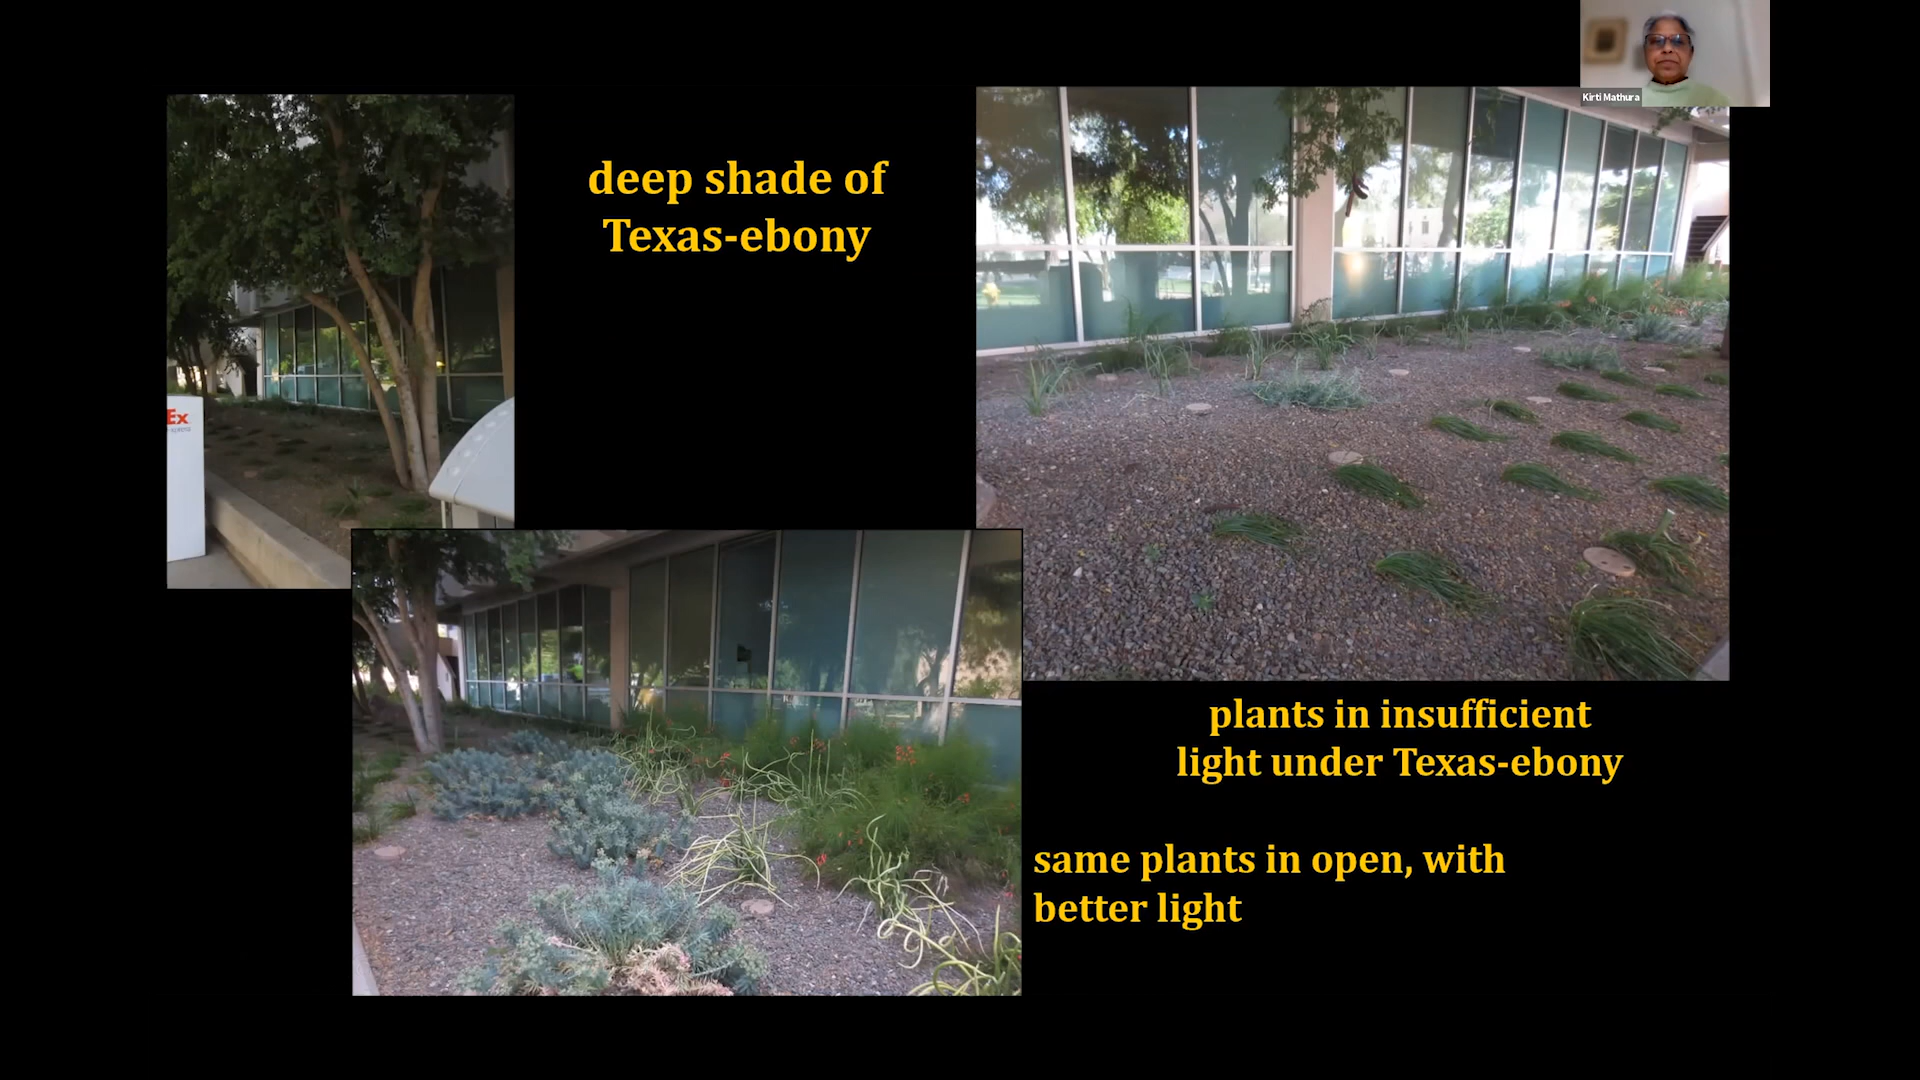 Kirti Mathura
deep shade of
Texas-ebony
Ex
plants in insufficient
light under Texas-ebony
same plants in open, with
better light